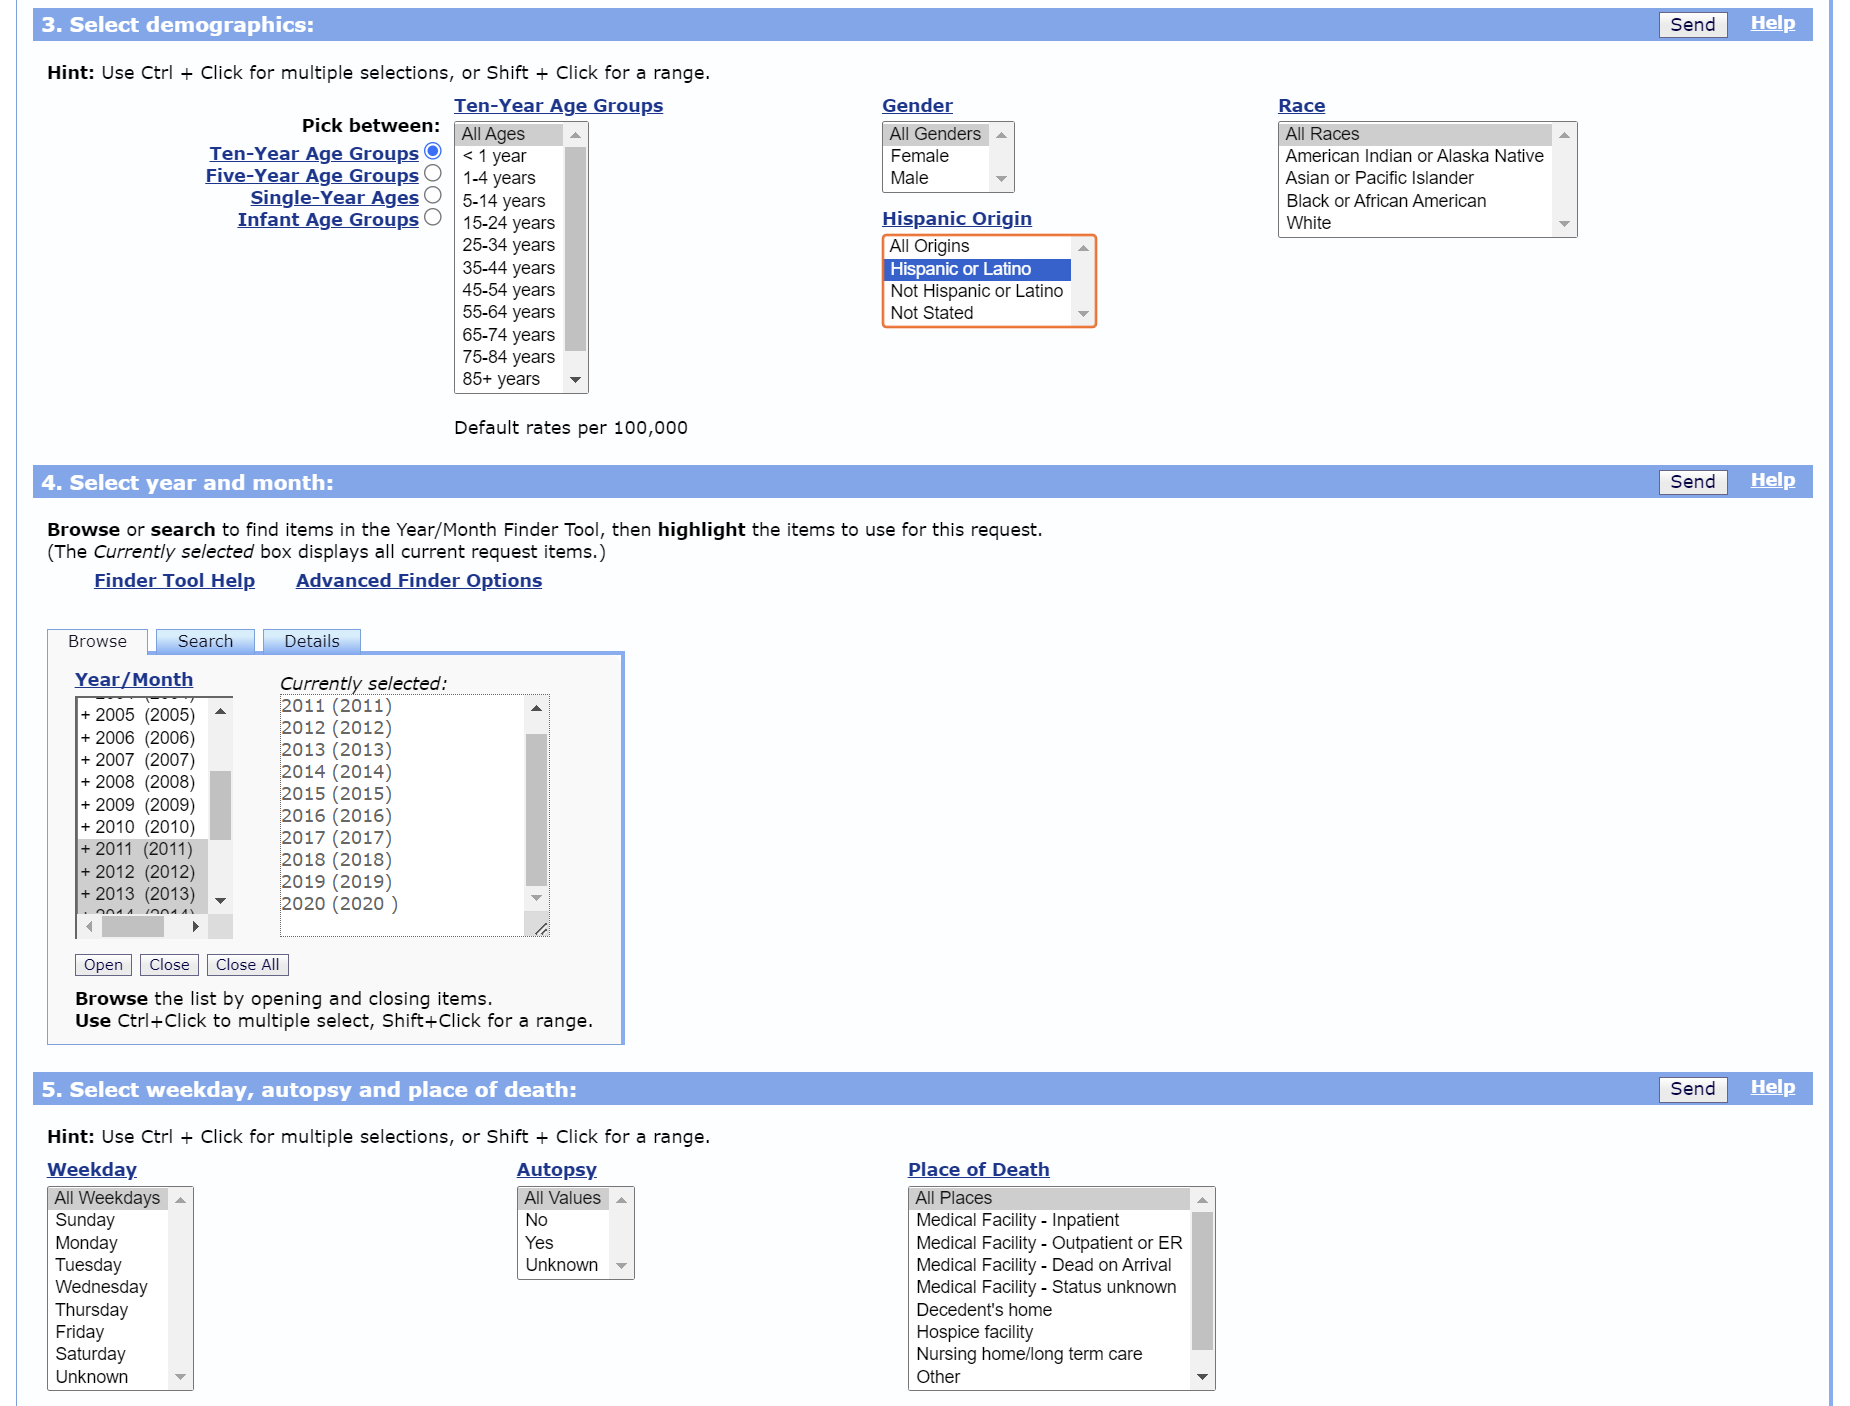 3. Select demographics:
Send
Help
Hint: Use Ctrl + Click for multiple selections, or Shift + Click for a range.
Pick between:
Ten-Year Age Groups
Five-Year Age Groups
Single-Year Ages
Infant Age Groups
Ten-Year Age Groups
All Ages
< 1 year
1-4 years
5-14 years
15-24 years
25-34 years
35-44 years
45-54 years
55-64 years
65-74 years
75-84 years
85+ years
Default rates per 100,000
Gender
All Genders
Female
Male
Hispanic Origin
All Origins
Hispanic or Latino
Not Hispanic or Latino
Not Stated
Race
All Races
American Indian or Alaska Native
Asian or Pacific Islander
Black or African American
White
4. Select year and month:
Send
Help
Browse or search to find items in the Year/Month Finder Tool, then highlight the items to use for this request.
(The Currently selected box displays all current request items.)
Finder Tool Help
Advanced Finder Options
Browse
Search
Details
Year/Month
+ 2005 (2005)
+ 2006 (2006)
+ 2007 (2007)
+ 2008 (2008)
+ 2009 (2009)
+ 2010 (2010)
+ 2011 (2011)
+ 2012 (2012)
+ 2013 (2013)
+ 2014 (2014)
Currently selected:
2011 (2011)
2012 (2012)
2013 (2013)
2014 (2014)
2015 (2015)
2016 (2016)
2017 (2017)
2018 (2018)
2019 (2019)
2020 (2020 )
Open
Close
Close All
Browse the list by opening and closing items.
Use Ctrl+Click to multiple select, Shift+Click for a range.
5. Select weekday, autopsy and place of death:
Send
Help
Hint: Use Ctrl + Click for multiple selections, or Shift + Click for a range.
Weekday
All Weekdays
Sunday
Monday
Tuesday
Wednesday
Thursday
Friday
Saturday
Unknown
Autopsy
All Values
No
Yes
Unknown
Place of Death
All Places
Medical Facility - Inpatient
Medical Facility - Outpatient or ER
Medical Facility - Dead on Arrival
Medical Facility - Status unknown
Decedent's home
Hospice facility
Nursing home/long term care
Other